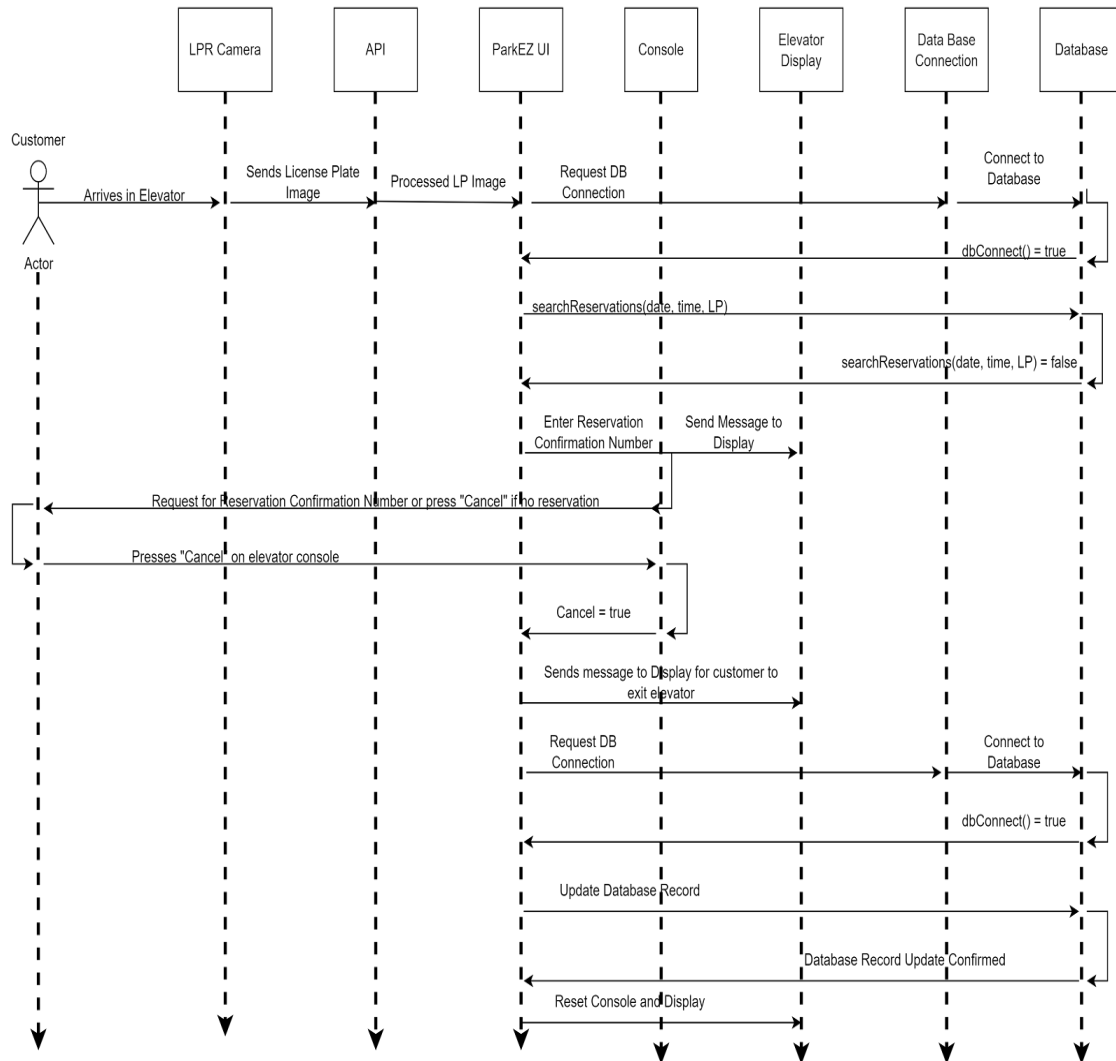 LPR Camera
API
ParkEZ UI
Console
Elevator
Display
Data Base
Connection
Database
Customer
Actor
Arrives in Elevator
Sends License Plate
Image
Processed LP Image
Request DB
Connection
Connect to
Database
dbConnect() = true
searchReservations(date, time, LP)
searchReservations(date, time, LP) = false
Enter Reservation
Confirmation Number
Send Message to
Display
Request for Reservation Confirmation Number or press "Cancel" if no reservation
Presses "Cancel" on elevator console
Cancel = true
Sends message to Display for customer to
exit elevator
Request DB
Connection
Connect to
Database
dbConnect() = true
Update Database Record
Database Record Update Confirmed
Reset Console and Display